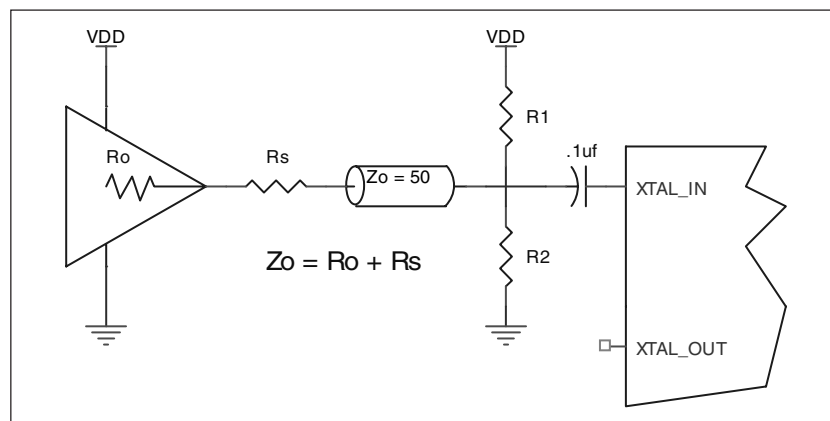 VDD
VDD
R1
Ro
Rs
.1uf
Zo = 50
XTAL_IN
Zo = Ro + Rs
R2
XTAL_OUT